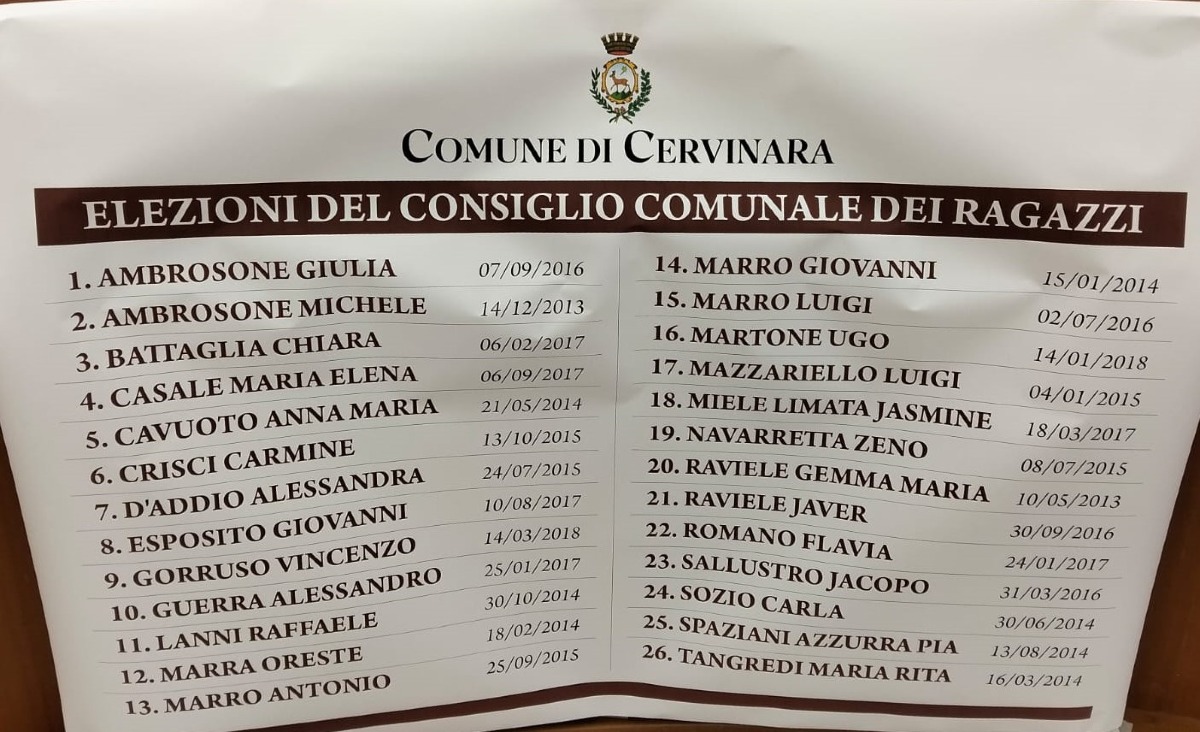 COMUNE DI CERVINARA
ELEZIONI DEL CONSIGLIO COMUNALE DEI RAGAZZI
1. AMBROSONE GIULIA 07/09/2016
2. AMBROSONE MICHELE 14/12/2013
3. BATTAGLIA CHIARA 06/02/2017
4. CASALE MARIA ELENA 06/09/2017
5. CAVUOTO ANNA MARIA 21/05/2014
6. CRISCI CARMINE 13/10/2015
7. D'ADDIO ALESSANDRA 24/07/2015
8. ESPOSITO GIOVANNI 10/08/2017
9. GORRUSO VINCENZO 14/03/2018
10. GUERRA ALESSANDRO 25/01/2017
11. LANNI RAFFAELE 30/10/2014
12. MARRA ORESTE 18/02/2014
13. MARRO ANTONIO 25/09/2015
14. MARRO GIOVANNI 15/01/2014
15. MARRO LUIGI 02/07/2016
16. MARTONE UGO 14/01/2018
17. MAZZARIELLO LUIGI 04/01/2015
18. MIELE LIMATA JASMINE 18/03/2017
19. NAVARRETTA ZENO 08/07/2015
20. RAVIELE GEMMA MARIA 10/05/2013
21. RAVIELE JAVER 30/09/2016
22. ROMANO FLAVIA 24/01/2017
23. SALLUSTRO JACOPO 31/03/2016
24. SOZIO CARLA 30/06/2014
25. SPAZIANI AZZURRA PIA 13/08/2014
26. TANGREDI MARIA RITA 16/03/2014